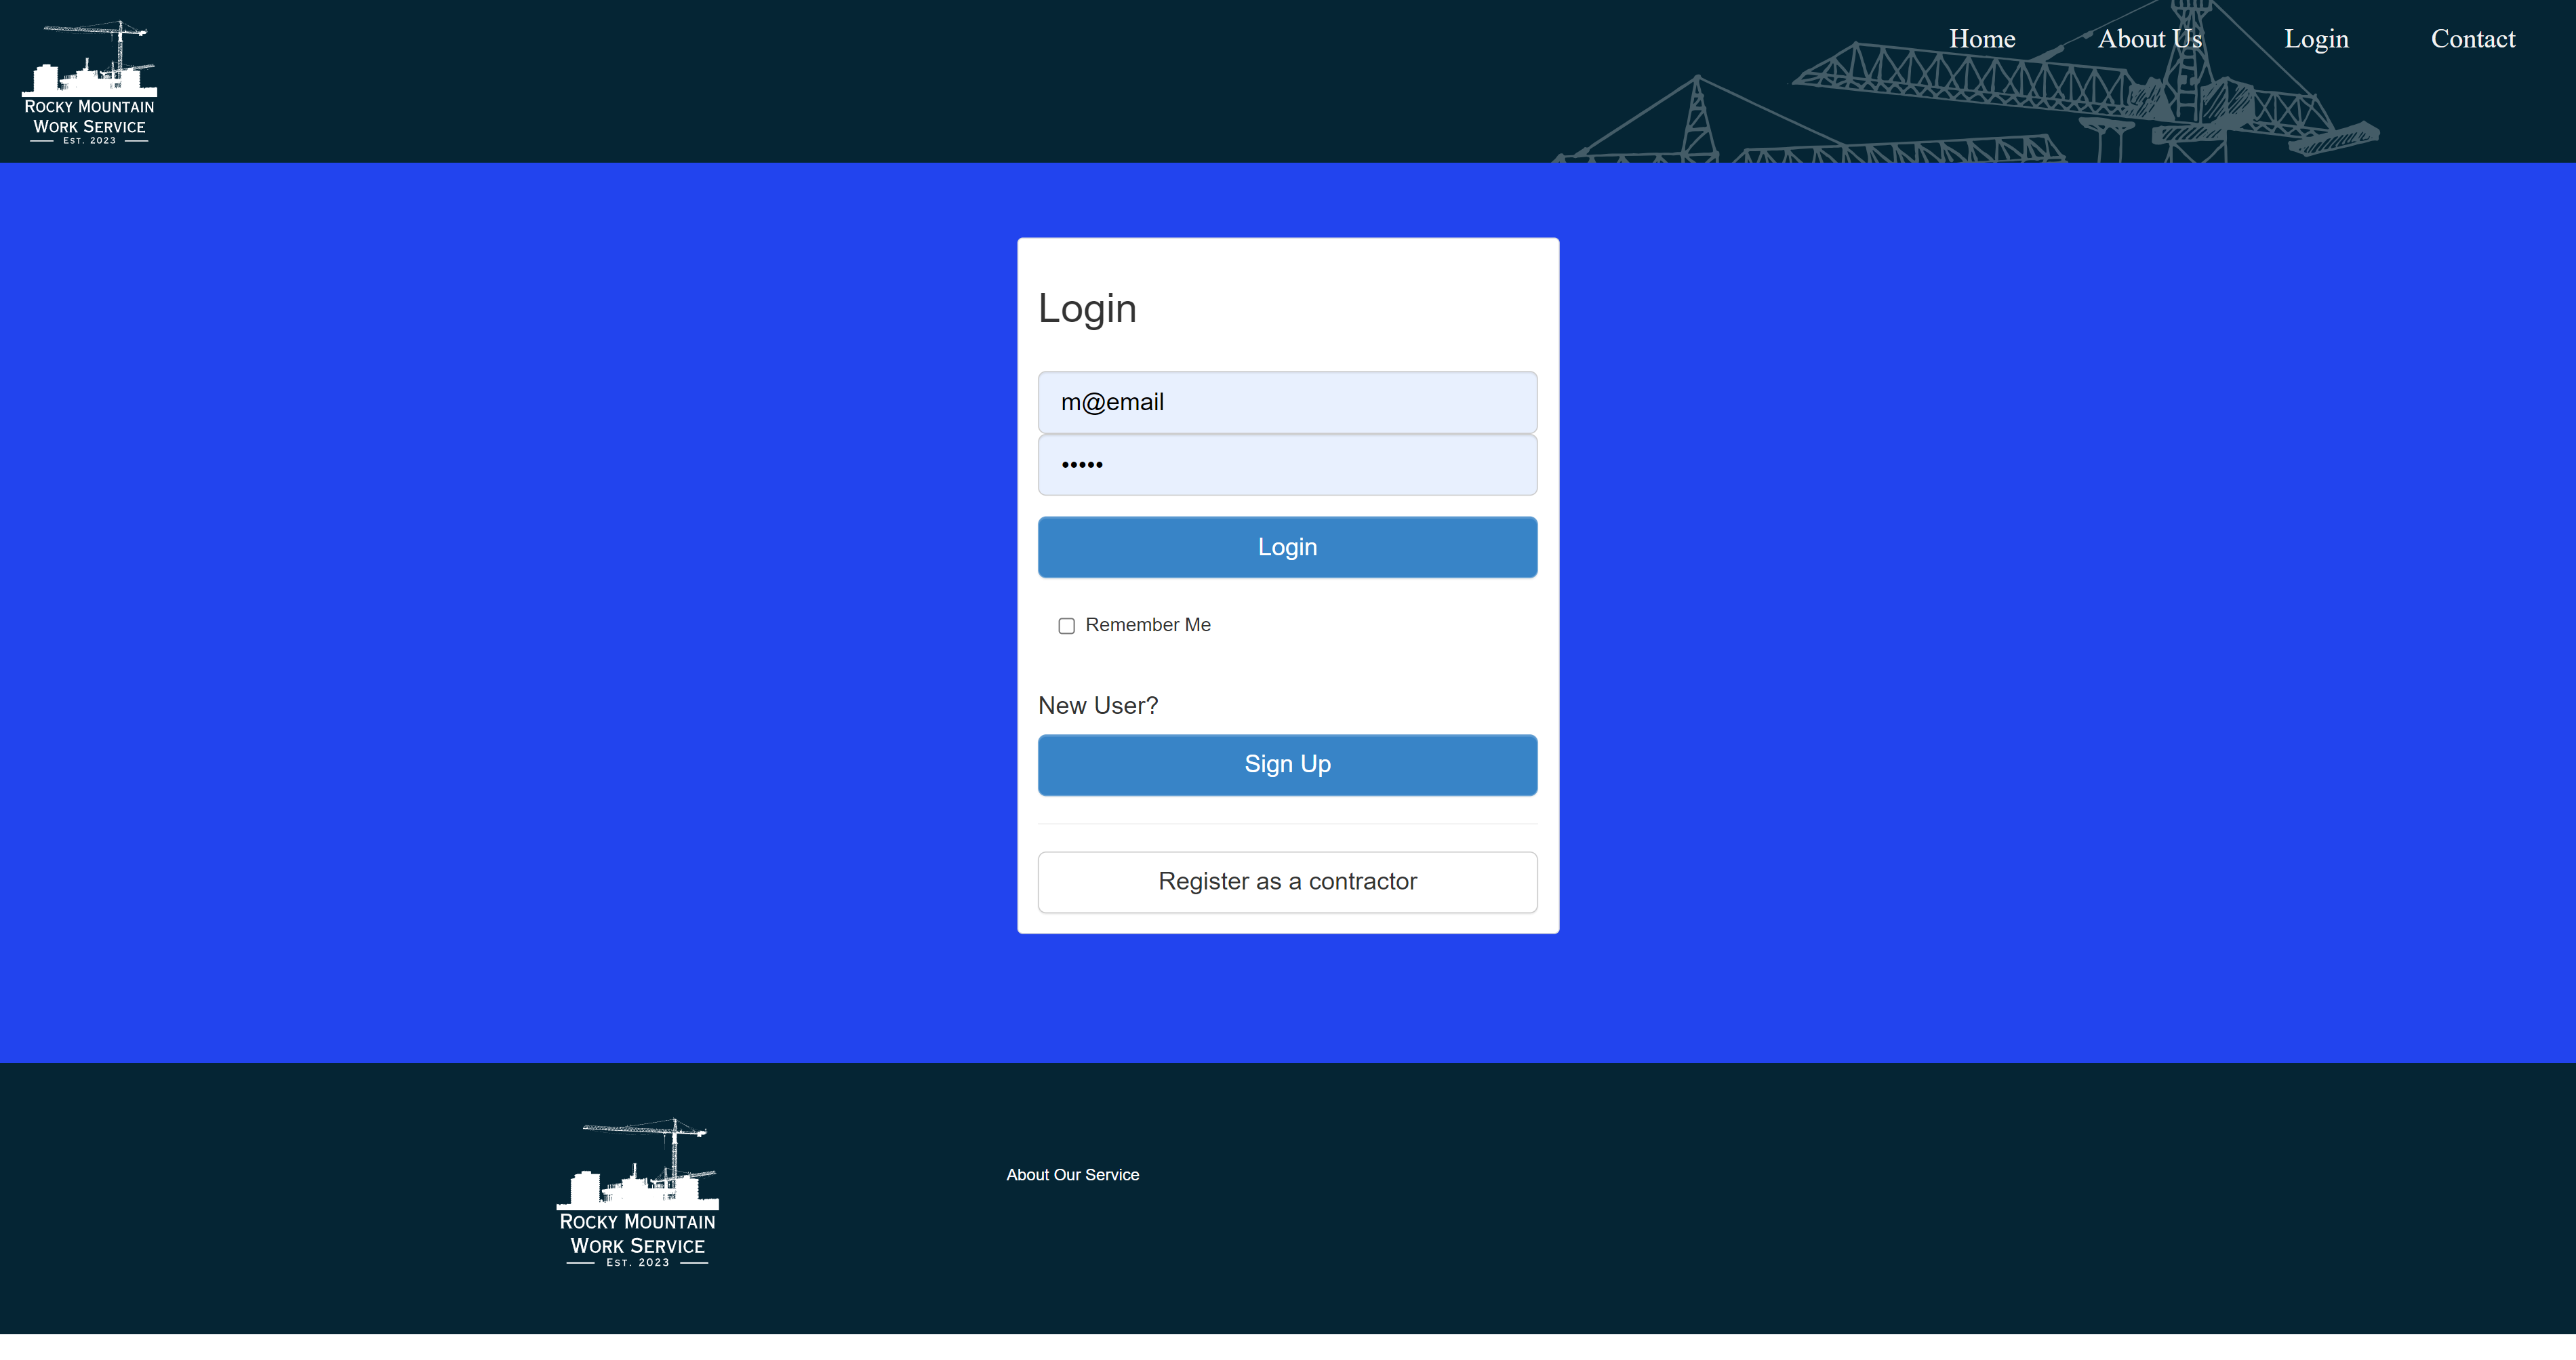 Rocky Mountain
Work Service
Est. 2023
Home About Us Login Contact
Login
m@email
•••••
Login
Remember Me
New User?
Sign Up
Register as a contractor
Rocky Mountain
Work Service
Est. 2023
About Our Service